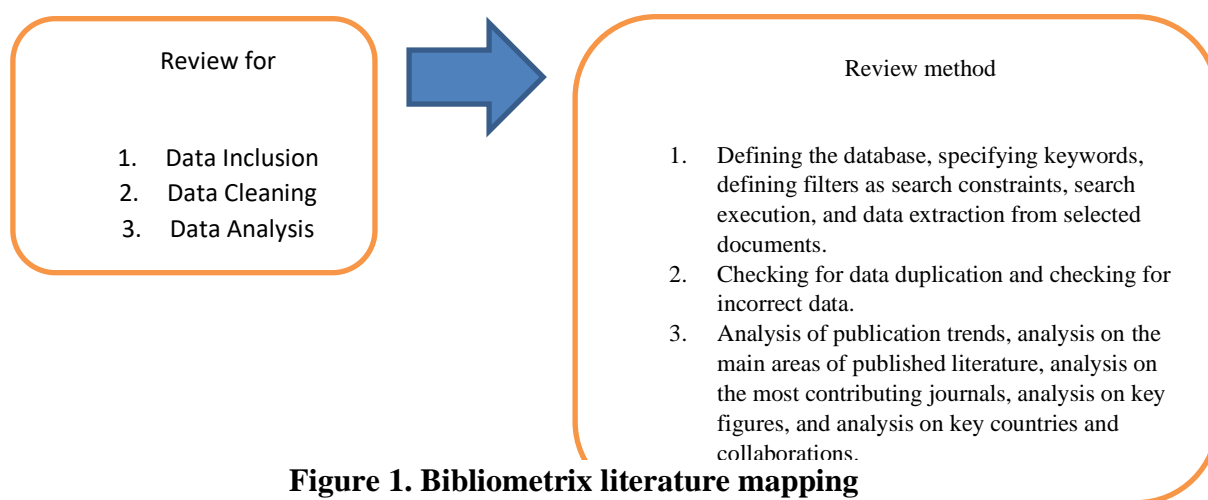 Review for
1. Data Inclusion
2. Data Cleaning
3. Data Analysis
Review method
1. Defining the database, specifying keywords,
defining filters as search constraints, search
execution, and data extraction from selected
documents.
2. Checking for data duplication and checking for
incorrect data.
3. Analysis of publication trends, analysis on the
main areas of published literature, analysis on
the most contributing journals, analysis on key
figures, and analysis on key countries and
collaborations.
Figure 1. Bibliometrix literature mapping